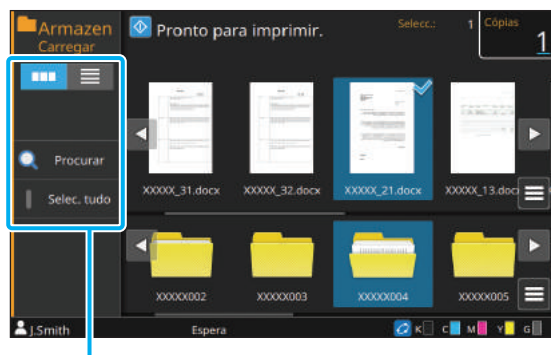 Armazen
Carregar
Pronto para imprimir.
Selecc.: 1
Cópias
1
Procurar
Selec. tudo
XXXXX_31.docx
XXXXX_32.docx
XXXXX_21.docx
XXXXX_13.docx
XXXXX002
XXXXX003
XXXXX004
XXXXX005
J.Smith
Espera
K C M Y G